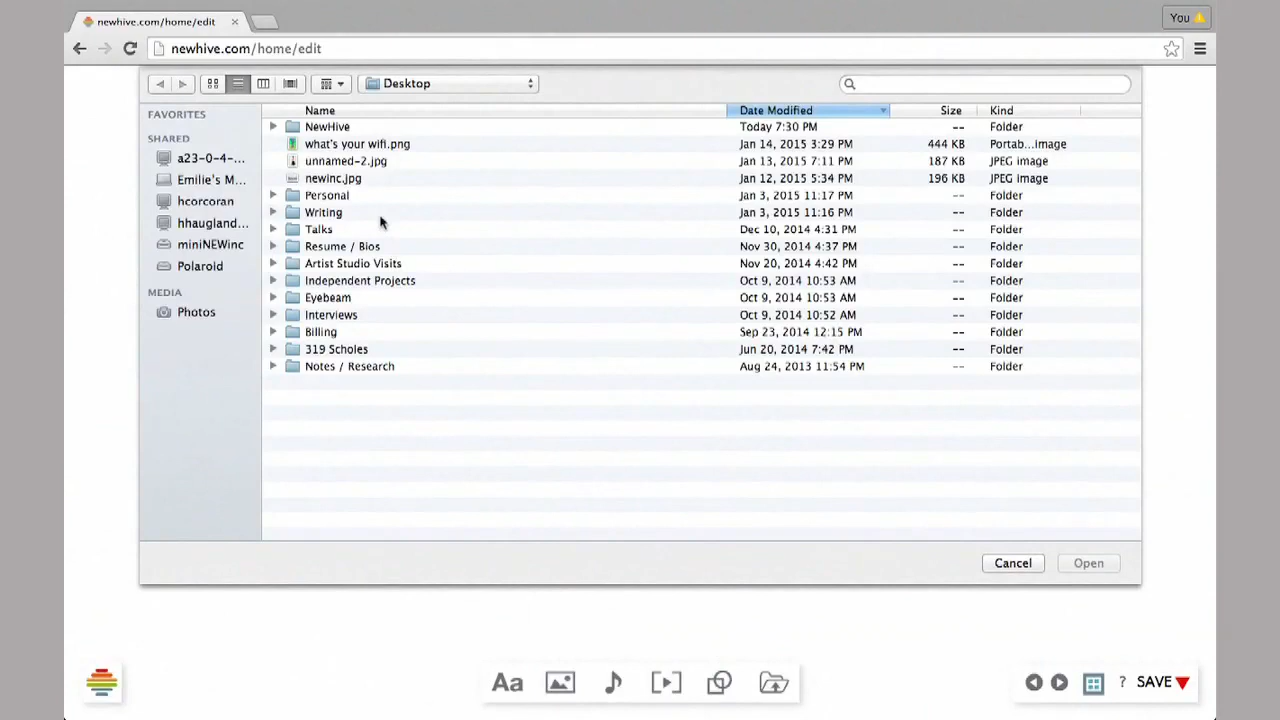 newhive.com/home/edit
You
newhive.com/home/edit
Desktop
FAVORITES
SHARED
a23-0-4-...
Emilie's M...
hcorcoran
hhaugland...
miniNEWinc
Polaroid
MEDIA
Photos
Name Date Modified Size Kind
NewHive Today 7:30 PM -- Folder
what's your wifi.png Jan 14, 2015 3:29 PM 444 KB Portab...image
unnamed-2.jpg Jan 13, 2015 7:11 PM 187 KB JPEG image
newinc.jpg Jan 12, 2015 5:34 PM 196 KB JPEG image
Personal Jan 3, 2015 11:17 PM -- Folder
Writing Jan 3, 2015 11:16 PM -- Folder
Talks Dec 10, 2014 4:31 PM -- Folder
Resume / Bios Nov 30, 2014 4:37 PM -- Folder
Artist Studio Visits Nov 20, 2014 4:42 PM -- Folder
Independent Projects Oct 9, 2014 10:53 AM -- Folder
Eyebeam Oct 9, 2014 10:53 AM -- Folder
Interviews Oct 9, 2014 10:52 AM -- Folder
Billing Sep 23, 2014 12:15 PM -- Folder
319 Scholes Jun 20, 2014 7:42 PM -- Folder
Notes / Research Aug 24, 2013 11:54 PM -- Folder
Cancel Open
Aa ? SAVE